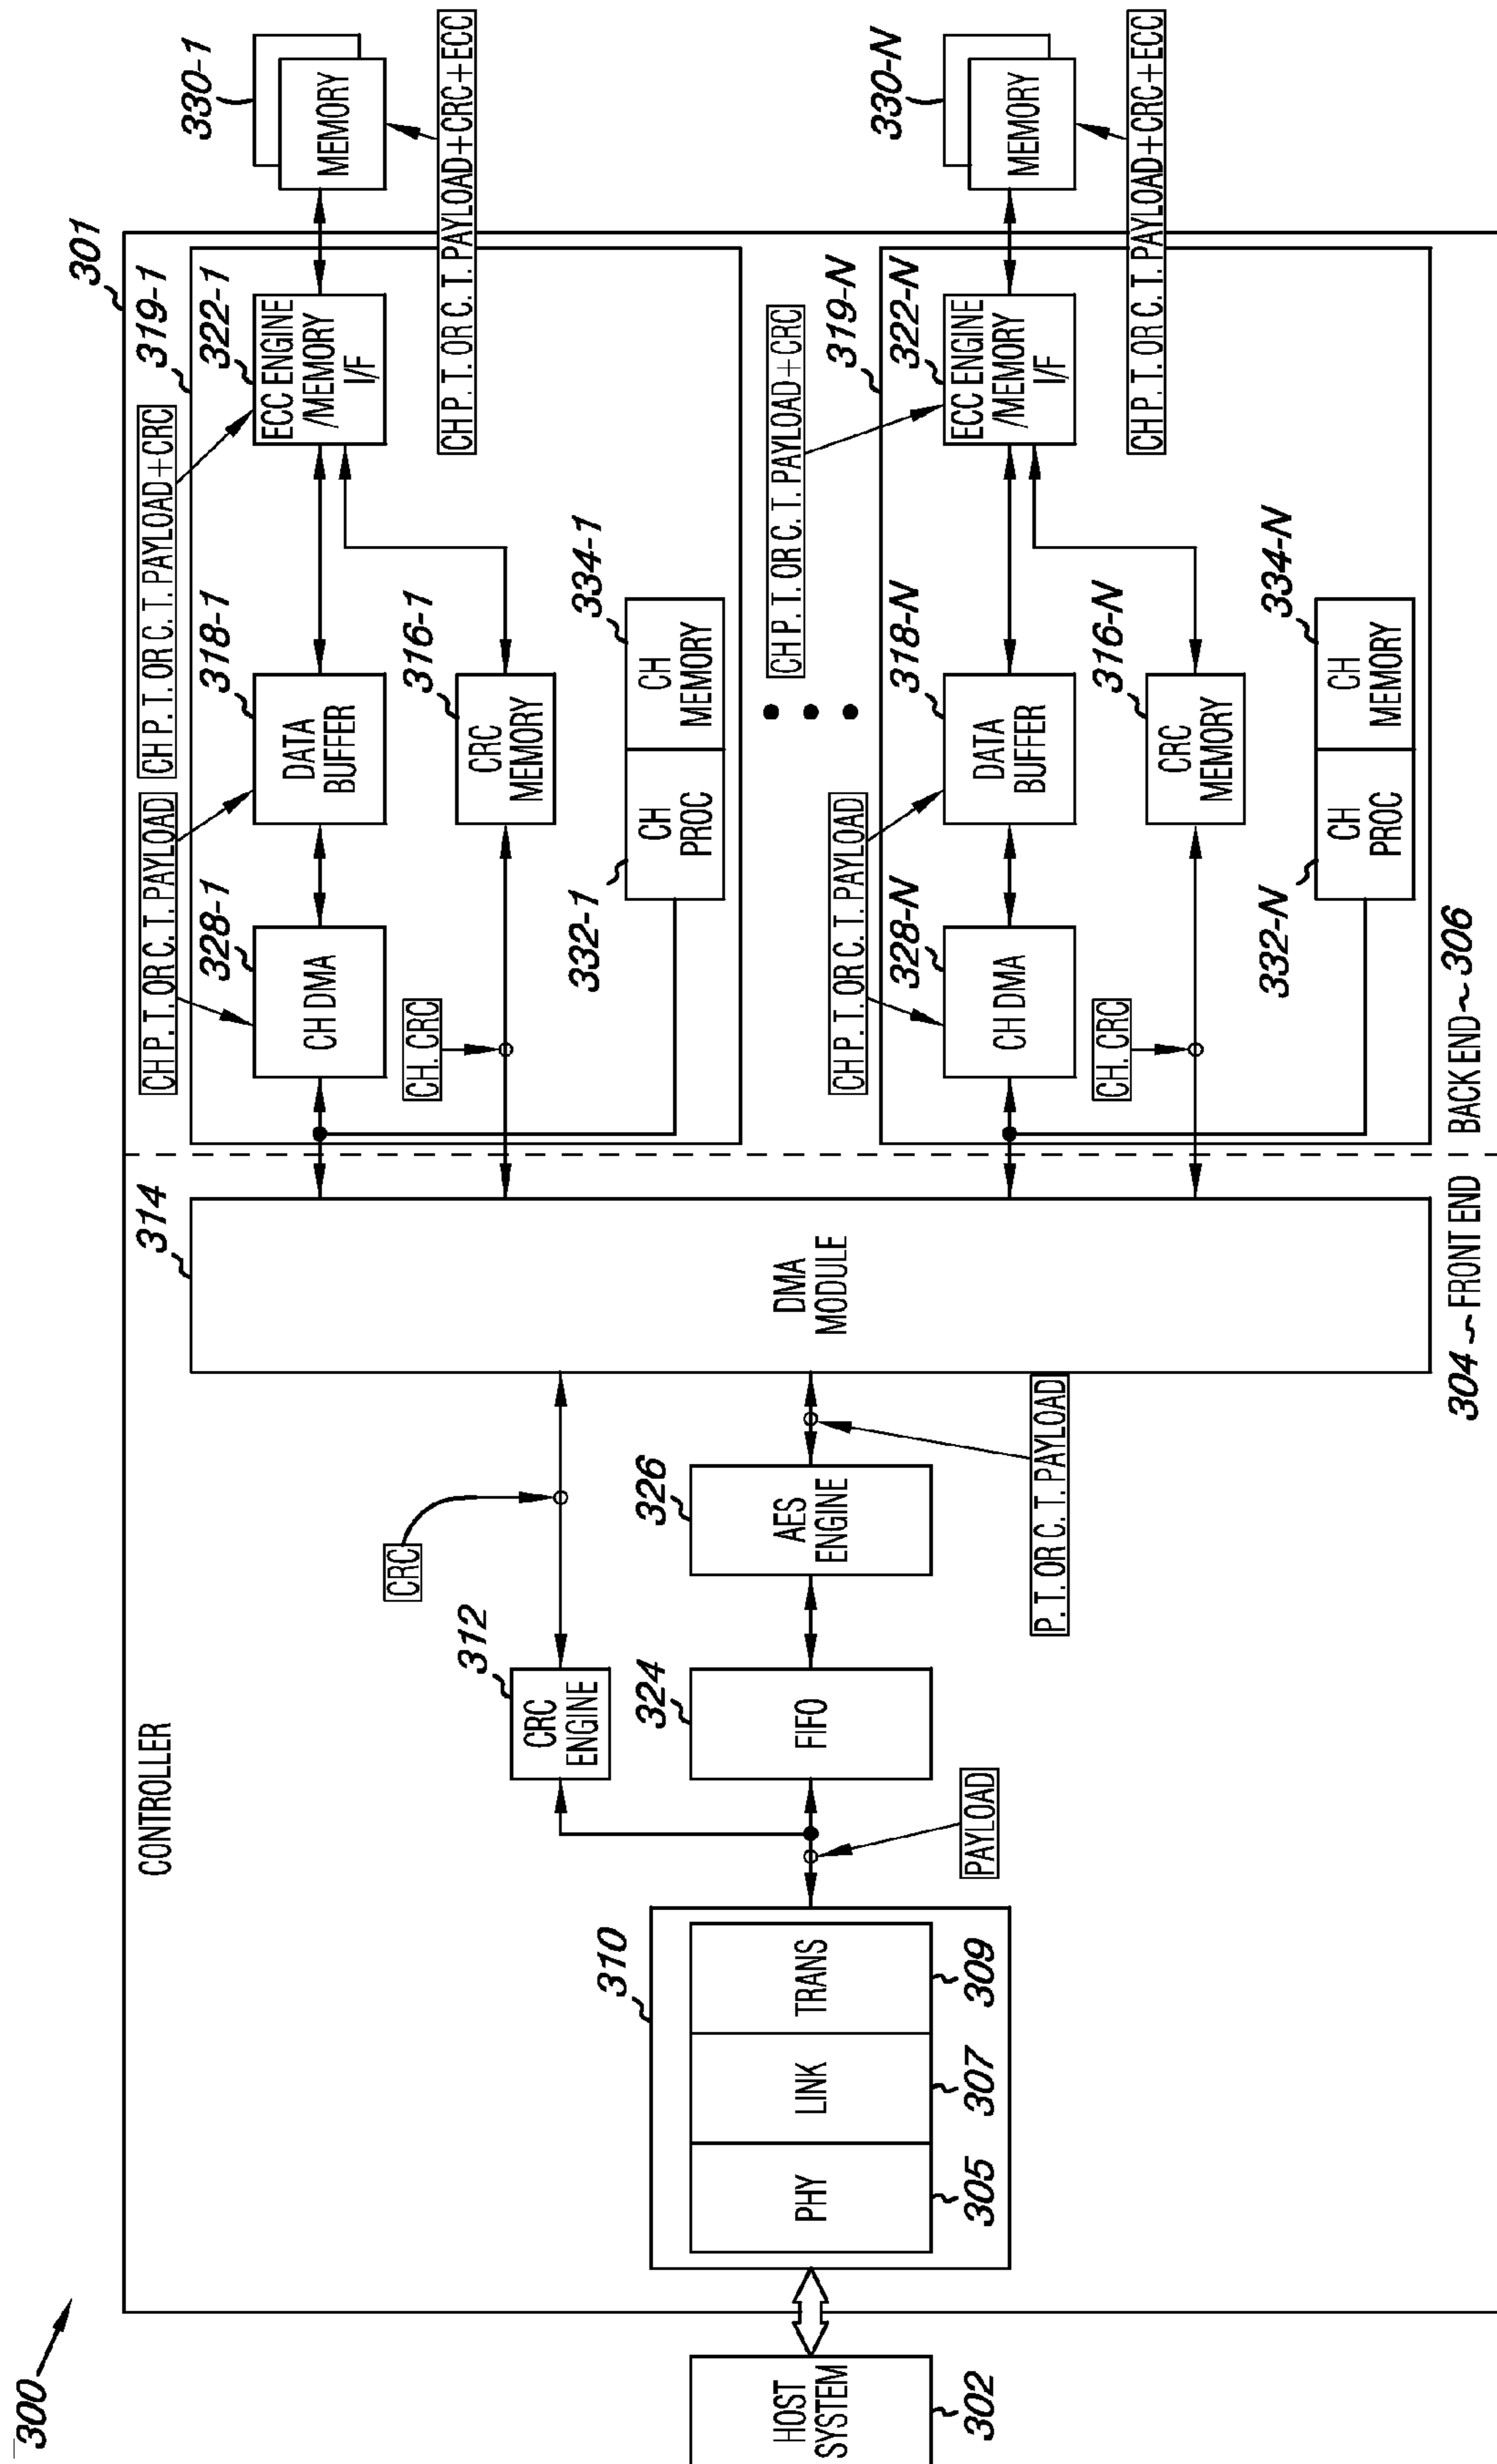 300
HOST
SYSTEM
302
CONTROLLER
301
310
PHY
LINK
TRANS
305
307
309
PAYLOAD
312
CRC
ENGINE
CRC
324
FIFO
326
AES
ENGINE
P. T. OR C. T. PAYLOAD
314
DMA
MODULE
304 FRONT END
BACK END 306
319-1
CH P. T. OR C. T. PAYLOAD
CH P. T. OR C. T. PAYLOAD+CRC
328-1
CH DMA
318-1
DATA
BUFFER
322-1
ECC ENGINE
/MEMORY
I/F
CH. CRC
316-1
CRC
MEMORY
332-1
CH
PROC
334-1
CH
MEMORY
330-1
MEMORY
CH P. T. OR C. T. PAYLOAD+CRC+ECC
319-N
CH P. T. OR C. T. PAYLOAD
CH P. T. OR C. T. PAYLOAD+CRC
328-N
CH DMA
318-N
DATA
BUFFER
322-N
ECC ENGINE
/MEMORY
I/F
CH. CRC
316-N
CRC
MEMORY
332-N
CH
PROC
334-N
CH
MEMORY
330-N
MEMORY
CH P. T. OR C. T. PAYLOAD+CRC+ECC